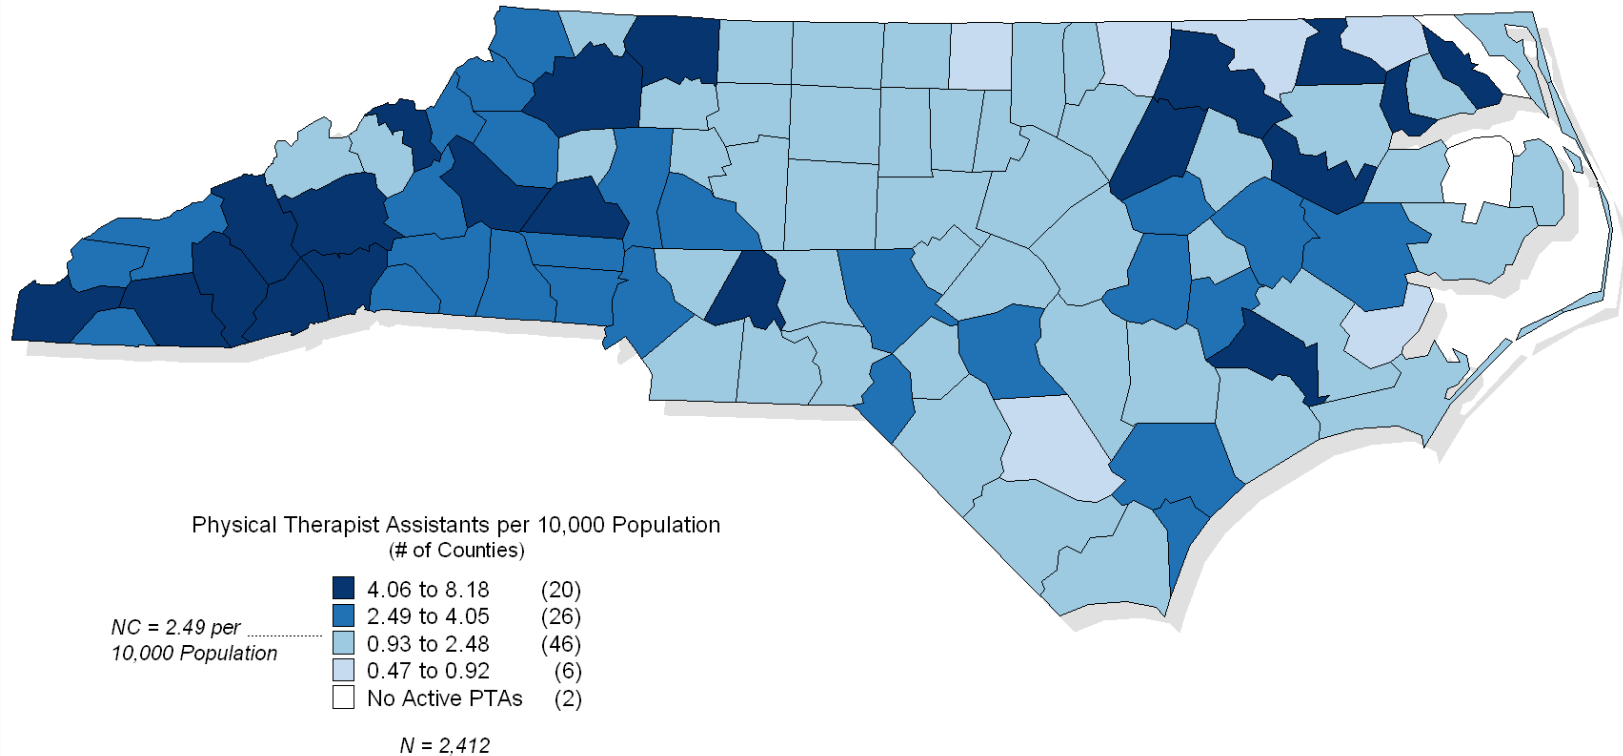 Physical Therapist Assistants per 10,000 Population
(# of Counties)
4.06 to 8.18 (20)
2.49 to 4.05 (26)
0.93 to 2.48 (46)
0.47 to 0.92 (6)
No Active PTAs (2)
NC = 2.49 per
10,000 Population
N = 2,412